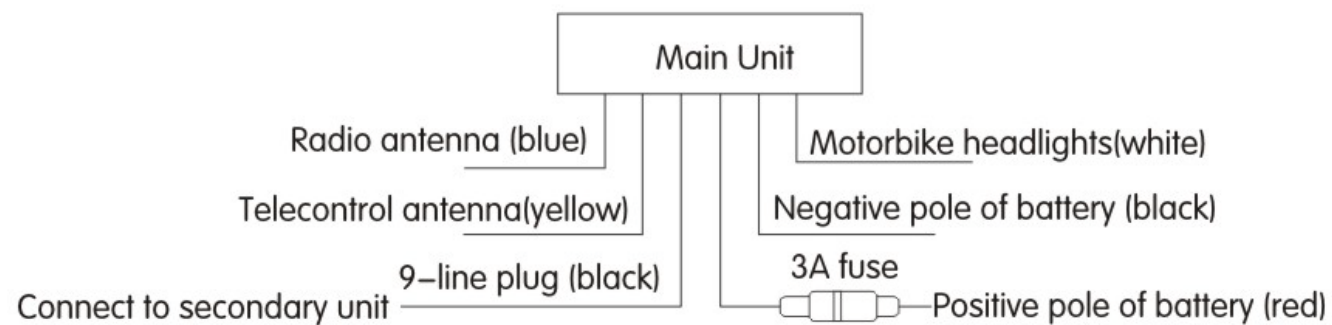 Main Unit
Radio antenna (blue)
Motorbike headlights(white)
Telecontrol antenna(yellow)
Negative pole of battery (black)
9-line plug (black)
3A fuse
Connect to secondary unit
Positive pole of battery (red)